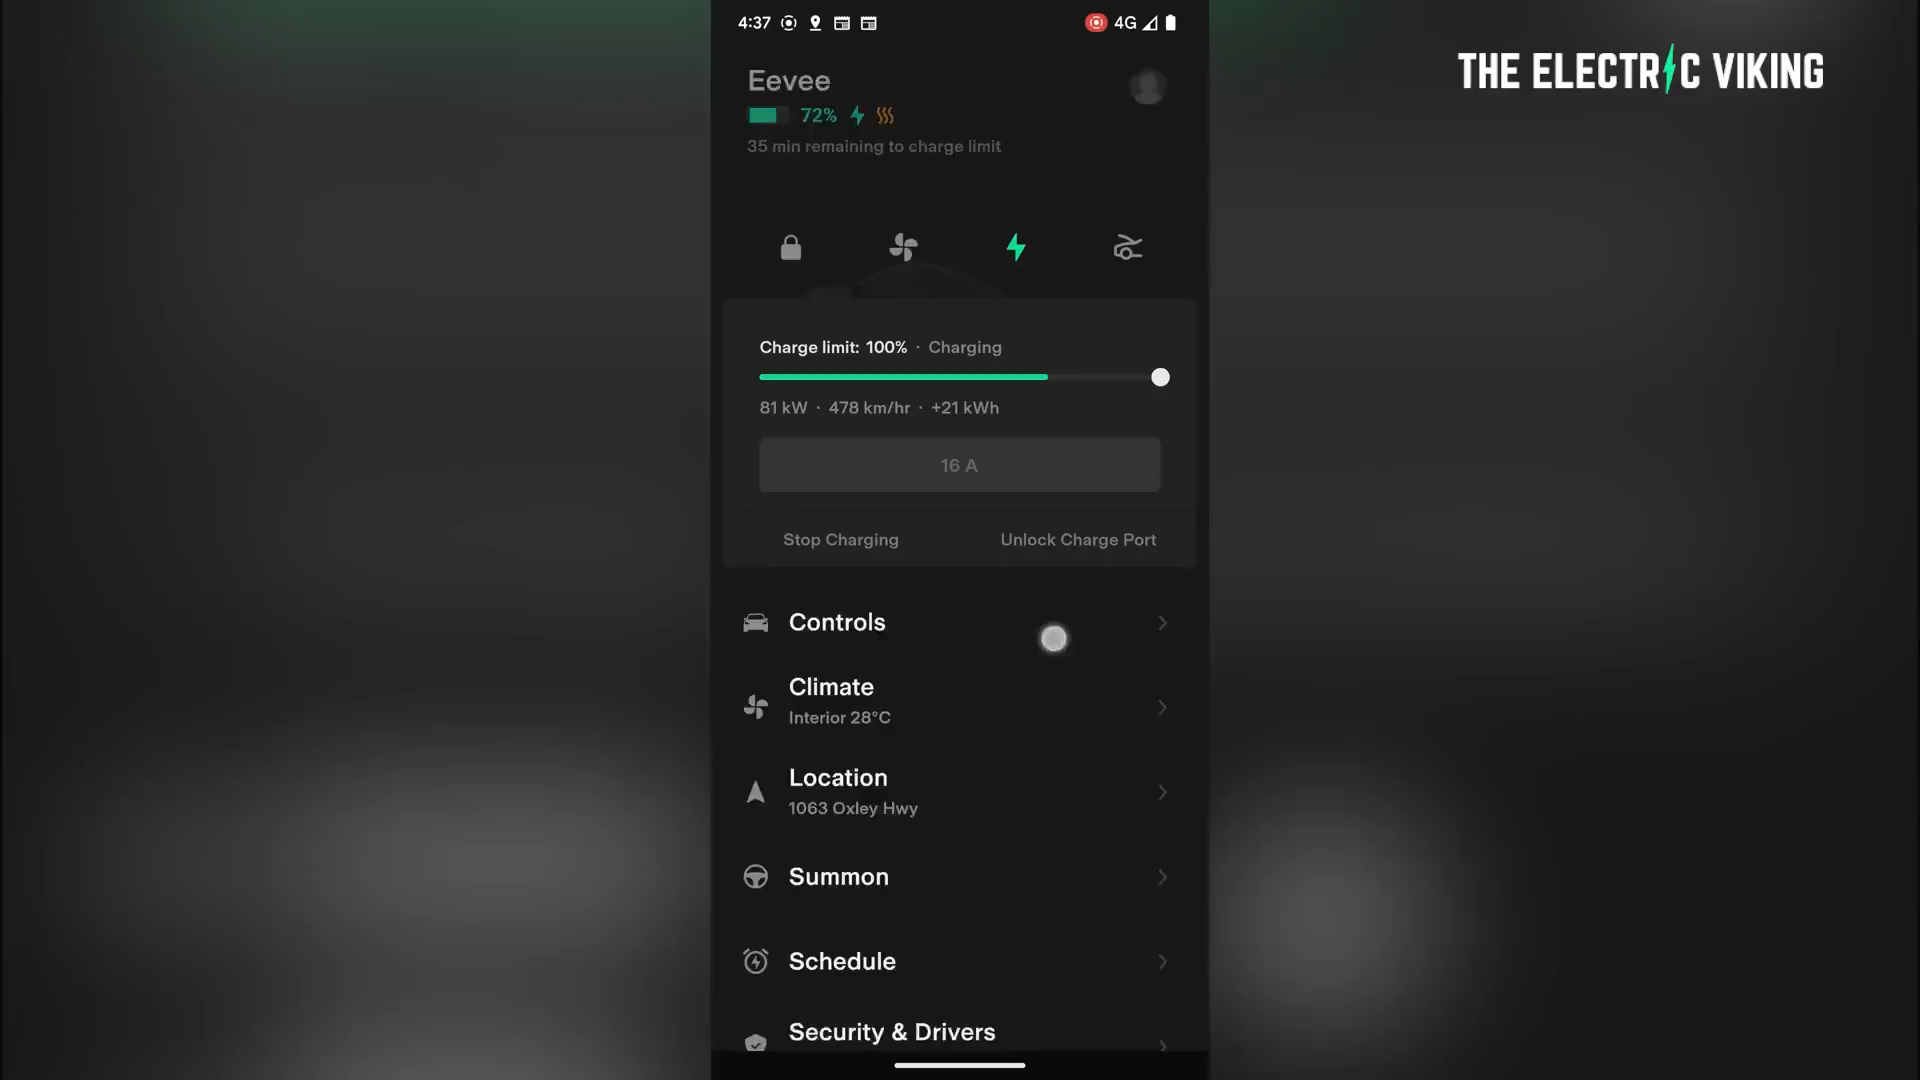 4:37
4G
THE ELECTRIC VIKING
Eevee
72%
35 min remaining to charge limit
Charge limit: 100% · Charging
81 kW · 478 km/hr · +21 kWh
16 A
Stop Charging
Unlock Charge Port
Controls
Climate
Interior 28°C
Location
1063 Oxley Hwy
Summon
Schedule
Security & Drivers